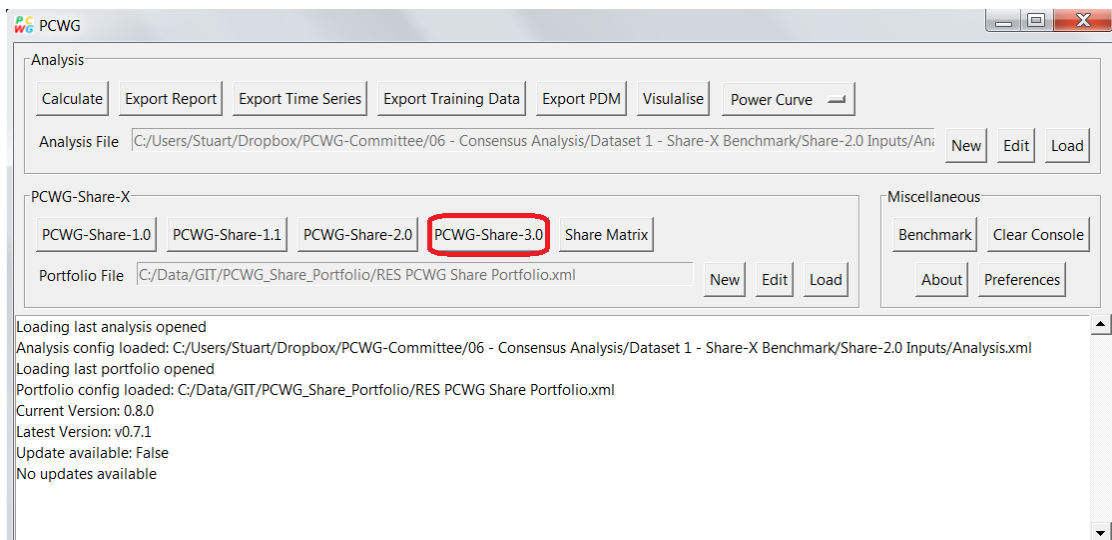 PCWG
PCWG
Analysis
Calculate Export Report Export Time Series Export Training Data Export PDM Visulalise Power Curve
Analysis File C:/Users/Stuart/Dropbox/PCWG-Committee/06 - Consensus Analysis/Dataset 1 - Share-X Benchmark/Share-2.0 Inputs/Ana New Edit Load
PCWG-Share-X
PCWG-Share-1.0 PCWG-Share-1.1 PCWG-Share-2.0 PCWG-Share-3.0 Share Matrix
Portfolio File C:/Data/GIT/PCWG_Share_Portfolio/RES PCWG Share Portfolio.xml New Edit Load
Miscellaneous
Benchmark Clear Console
About Preferences
Loading last analysis opened
Analysis config loaded: C:/Users/Stuart/Dropbox/PCWG-Committee/06 - Consensus Analysis/Dataset 1 - Share-X Benchmark/Share-2.0 Inputs/Analysis.xml
Loading last portfolio opened
Portfolio config loaded: C:/Data/GIT/PCWG_Share_Portfolio/RES PCWG Share Portfolio.xml
Current Version: 0.8.0
Latest Version: v0.7.1
Update available: False
No updates available